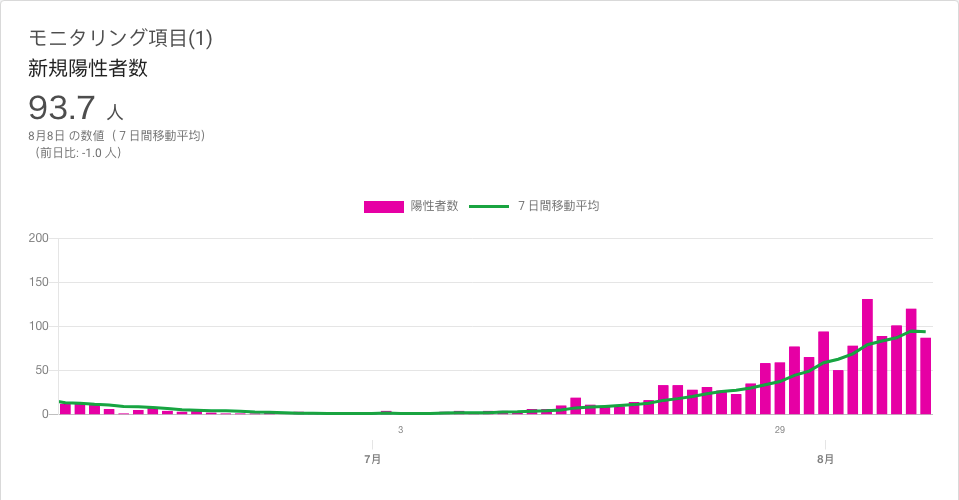 モニタリング項目(1)
新規陽性者数
93.7 人
8月8日 の数値（７日間移動平均）
（前日比: -1.0 人）
陽性者数 ７日間移動平均
200
150
100
50
0
3 29
7月 8月